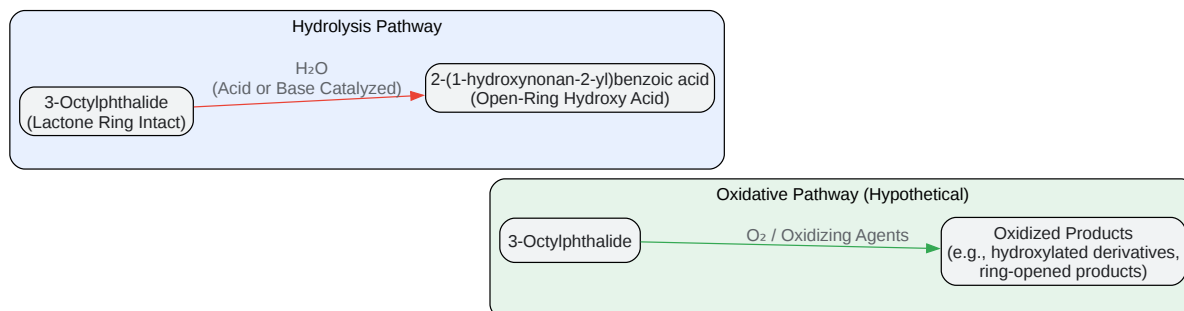 Hydrolysis Pathway
H₂O
(Acid or Base Catalyzed)
3-Octylphthalide
(Lactone Ring Intact)
2-(1-hydroxynonan-2-yl)benzoic acid
(Open-Ring Hydroxy Acid)
Oxidative Pathway (Hypothetical)
3-Octylphthalide
O₂ / Oxidizing Agents
Oxidized Products
(e.g., hydroxylated derivatives,
ring-opened products)